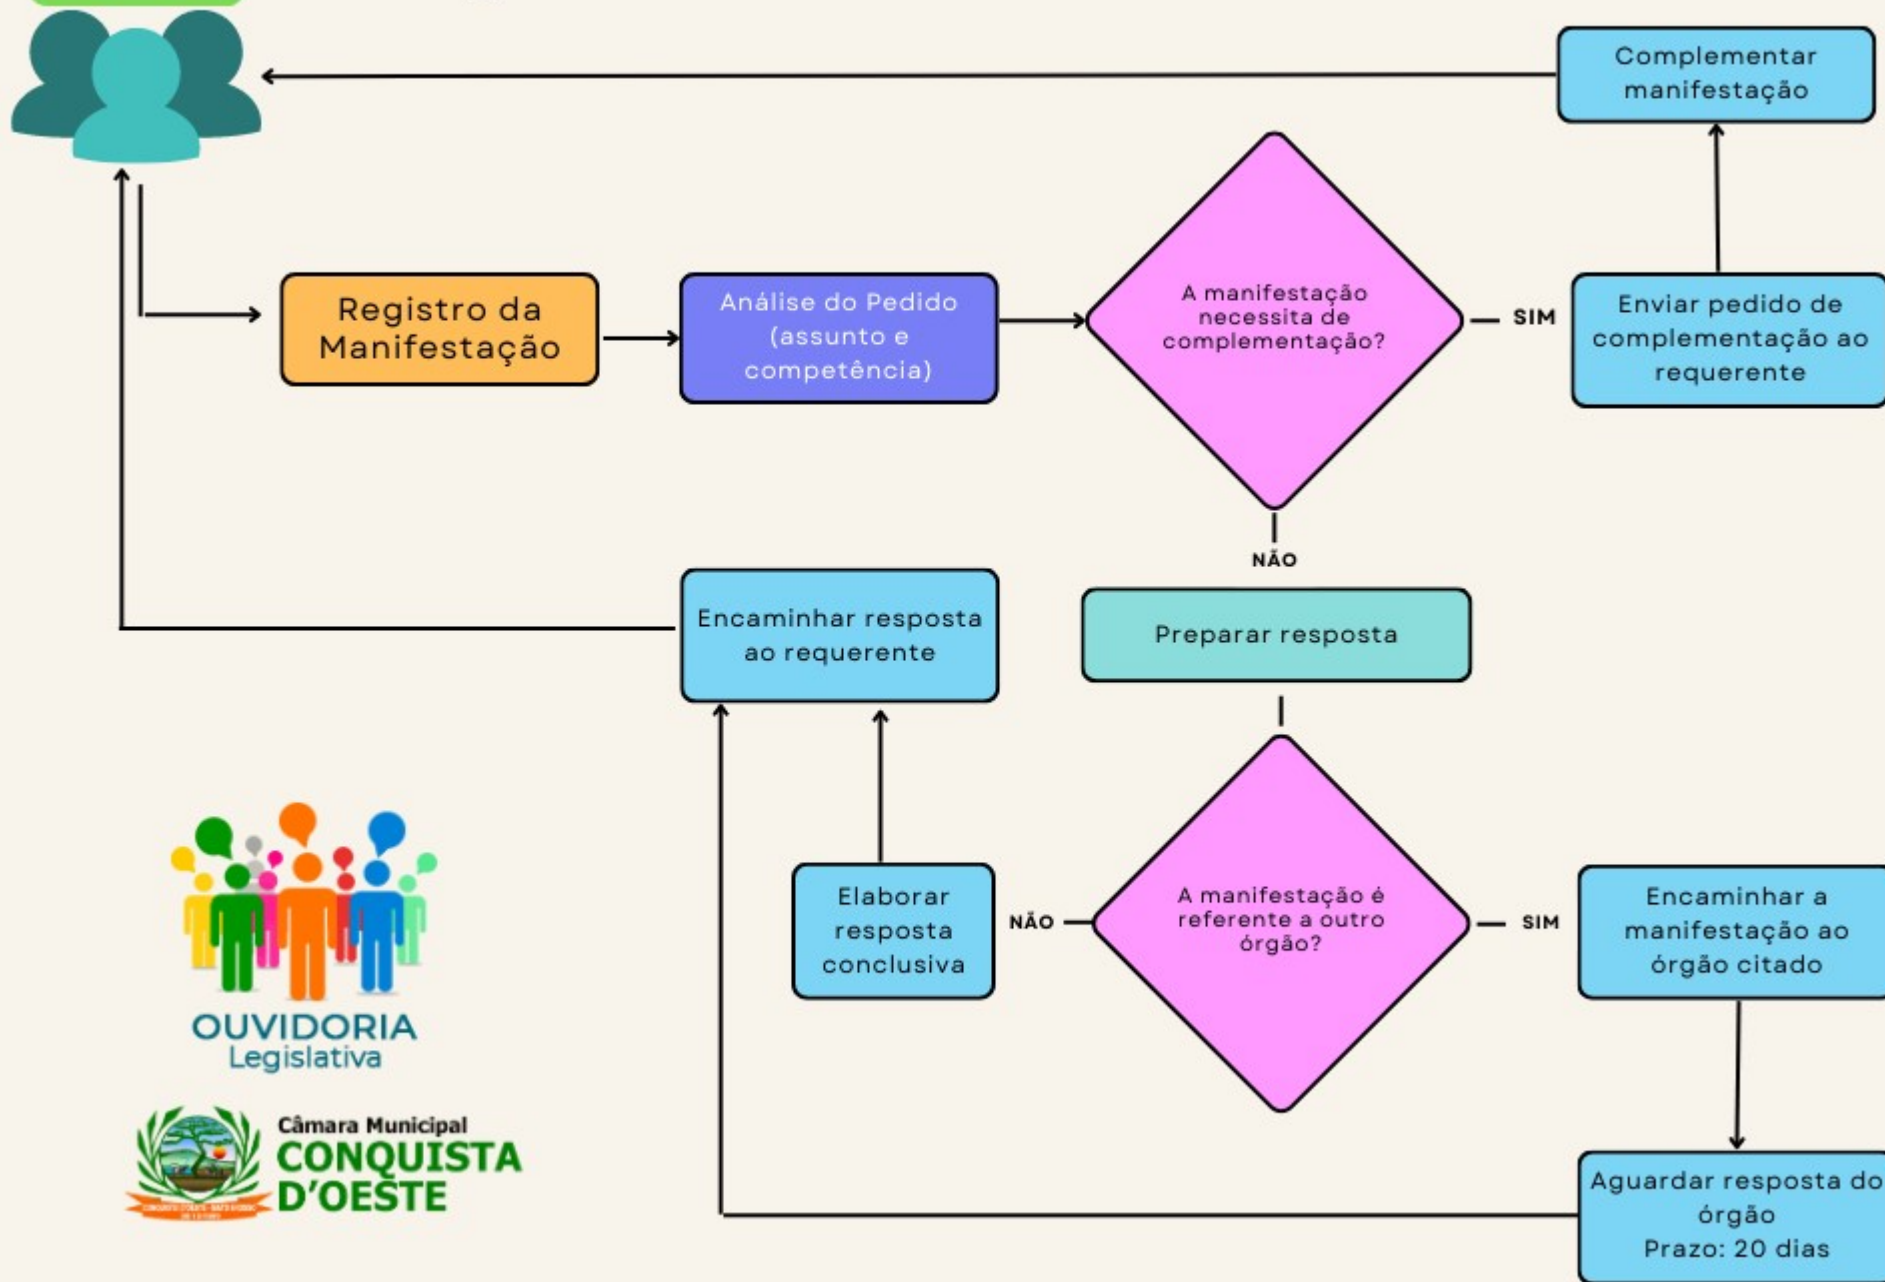 Complementar
manifestação
Registro da
Manifestação
Análise do Pedido
(assunto e
competência)
A manifestação
necessita de
complementação?
SIM
Enviar pedido de
complementação ao
requerente
NÃO
Encaminhar resposta
ao requerente
Preparar resposta
Elaborar
resposta
conclusiva
NÃO
A manifestação é
referente a outro
órgão?
SIM
Encaminhar a
manifestação ao
órgão citado
OUVIDORIA
Legislativa
Câmara Municipal
CONQUISTA
D'OESTE
Aguardar resposta do
órgão
Prazo: 20 dias